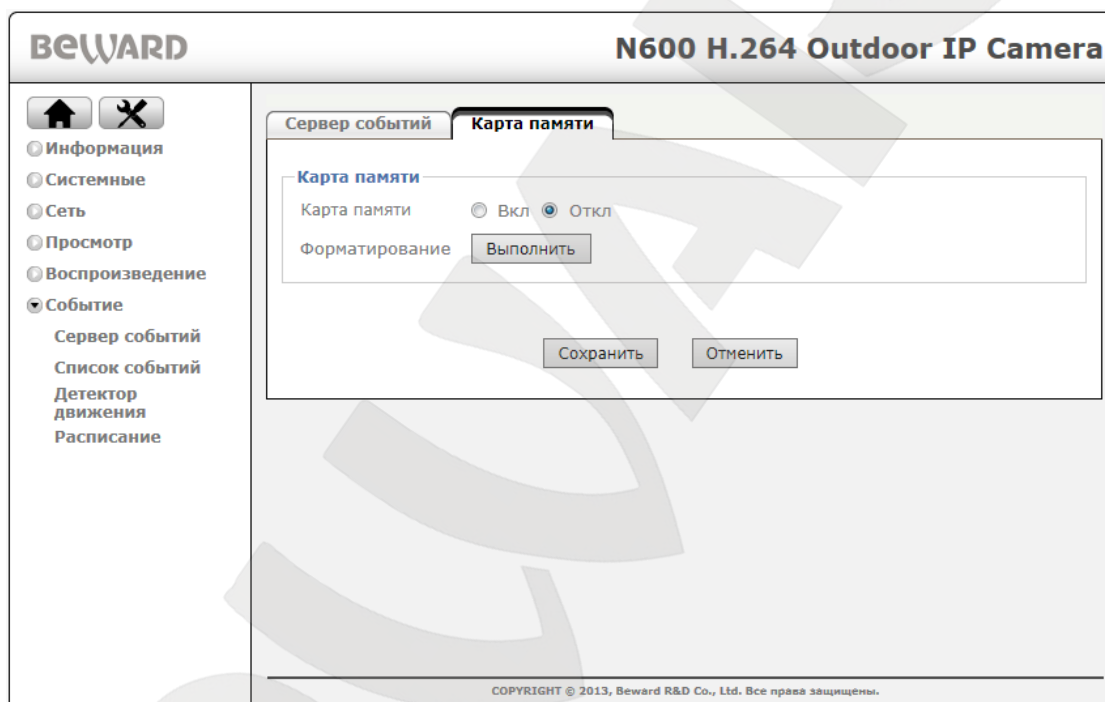 BEWARD
N600 H.264 Outdoor IP Camera
Информация
Системные
Сеть
Просмотр
Воспроизведение
Событие
Сервер событий
Список событий
Детектор
движения
Расписание
Сервер событий
Карта памяти
Карта памяти
Карта памяти
Вкл
Откл
Форматирование
Выполнить
Сохранить
Отменить
COPYRIGHT © 2013, Beward R&D Co., Ltd. Все права защищены.